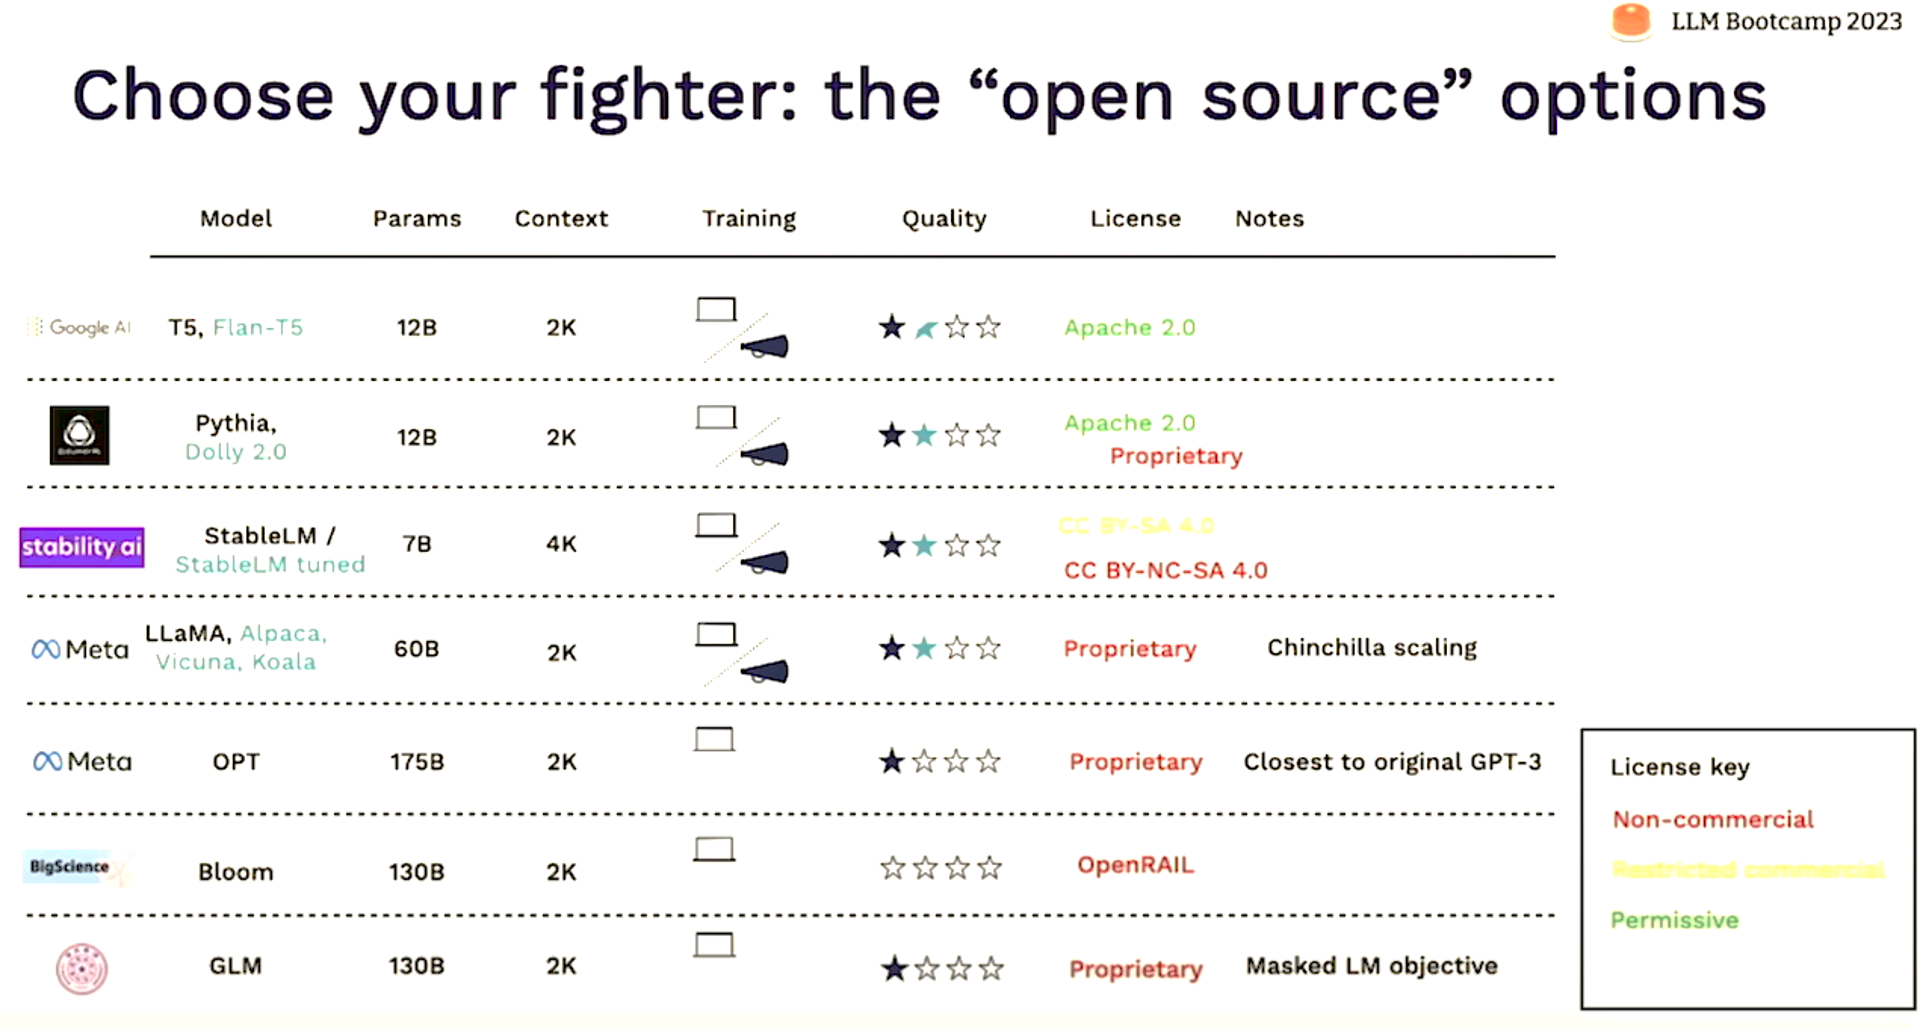 LLM Bootcamp 2023
Choose your fighter: the “open source” options
Model Params Context Training Quality License Notes
Google AI T5, Flan-T5 12B 2K Apache 2.0
Pythia,
Dolly 2.0
12B 2K
Apache 2.0
Proprietary
stability ai
StableLM /
StableLM tuned
7B 4K
CC BY-SA 4.0
CC BY-NC-SA 4.0
Meta
LLaMA, Alpaca,
Vicuna, Koala
60B 2K Proprietary Chinchilla scaling
Meta OPT 175B 2K Proprietary Closest to original GPT-3
BigScience Bloom 130B 2K OpenRAIL
GLM 130B 2K Proprietary Masked LM objective
License key
Non-commercial
Restricted commercial
Permissive